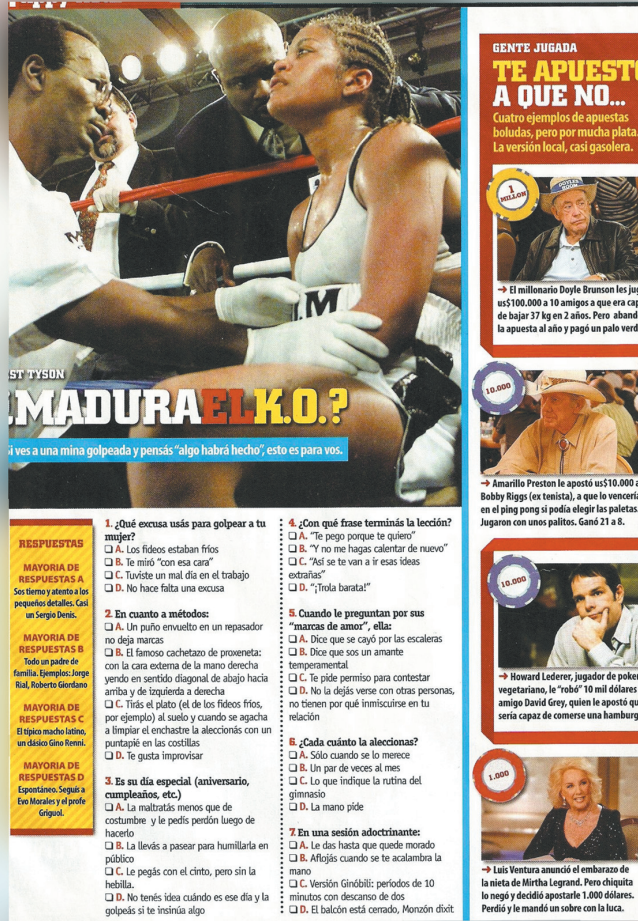 ST TYSON
MADURA EL K.O.?
Si ves a una mina golpeada y pensás "algo habrá hecho", esto es para vos.
RESPUESTAS
MAYORIA DE
RESPUESTAS A
Sos tierno y atento a los
pequeños detalles. Casi
un Sergio Denis.
MAYORIA DE
RESPUESTAS B
Todo un padre de
familia. Ejemplos: Jorge
Rial, Roberto Giordano
MAYORIA DE
RESPUESTAS C
El típico macho latino,
un clásico Gino Renni.
MAYORIA DE
RESPUESTAS D
Espontáneo. Seguís a
Evo Morales y el profe
Griguol.
1. ¿Qué excusa usás para golpear a tu
mujer?
A. Los fideos estaban fríos
B. Te miró "con esa cara"
C. Tuviste un mal día en el trabajo
D. No hace falta una excusa
2. En cuanto a métodos:
A. Un puño envuelto en un repasador
no deja marcas
B. El famoso cachetazo de proxeneta:
con la cara externa de la mano derecha
yendo en sentido diagonal de abajo hacia
arriba y de izquierda a derecha
C. Tirás el plato (el de los fideos fríos,
por ejemplo) al suelo y cuando se agacha
a limpiar el enchastre la aleccionás con un
puntapié en las costillas
D. Te gusta improvisar
3. Es su día especial (aniversario,
cumpleaños, etc.)
A. La maltratás menos que de
costumbre y le pedís perdón luego de
hacerlo
B. La llevás a pasear para humillarla en
público
C. Le pegás con el cinto, pero sin la
hebilla.
D. No tenés idea cuándo es ese día y la
golpeás si te insinúa algo
4. ¿Con qué frase terminás la lección?
A. "Te pego porque te quiero"
B. "Y no me hagas calentar de nuevo"
C. "Así se te van a ir esas ideas
extrañas"
D. "¡Trola barata!"
5. Cuando le preguntan por sus
"marcas de amor", ella:
A. Dice que se cayó por las escaleras
B. Dice que sos un amante
temperamental
C. Te pide permiso para contestar
D. No la dejás verse con otras personas,
no tienen por qué inmiscuirse en tu
relación
6. ¿Cada cuánto la aleccionas?
A. Sólo cuando se lo merece
B. Un par de veces al mes
C. Lo que indique la rutina del
gimnasio
D. La mano pide
7. En una sesión adoctrinante:
A. Le das hasta que quede morado
B. Aflojás cuando se te acalambra la
mano
C. Versión Ginóbili: períodos de 10
minutos con descanso de dos
D. El balcón está cerrado, Monzón dixit
GENTE JUGADA
TE APUESTO
A QUE NO...
Cuatro ejemplos de apuestas
boludas, pero por mucha plata.
La versión local, casi gasolera.
1
MILLON
DOYLES
ROOM
→ El millonario Doyle Brunson les jug
us$100.000 a 10 amigos a que era cap
de bajar 37 kg en 2 años. Pero aband
la apuesta al año y pagó un palo verd
10.000
→ Amarillo Preston le apostó us$10.000 a
Bobby Riggs (ex tenista), a que lo vencería
en el ping pong si podía elegir las paletas.
Jugaron con unos palitos. Ganó 21 a 8.
10.000
→ Howard Lederer, jugador de poker
vegetariano, le "robó" 10 mil dólares
amigo David Grey, quien le apostó qu
sería capaz de comerse una hamburg
1.000
→ Luis Ventura anunció el embarazo de
la nieta de Mirtha Legrand. Pero chiquita
lo negó y decidió apostarle 1.000 dólares.
Perdió y le mandó un sobre con la luca.